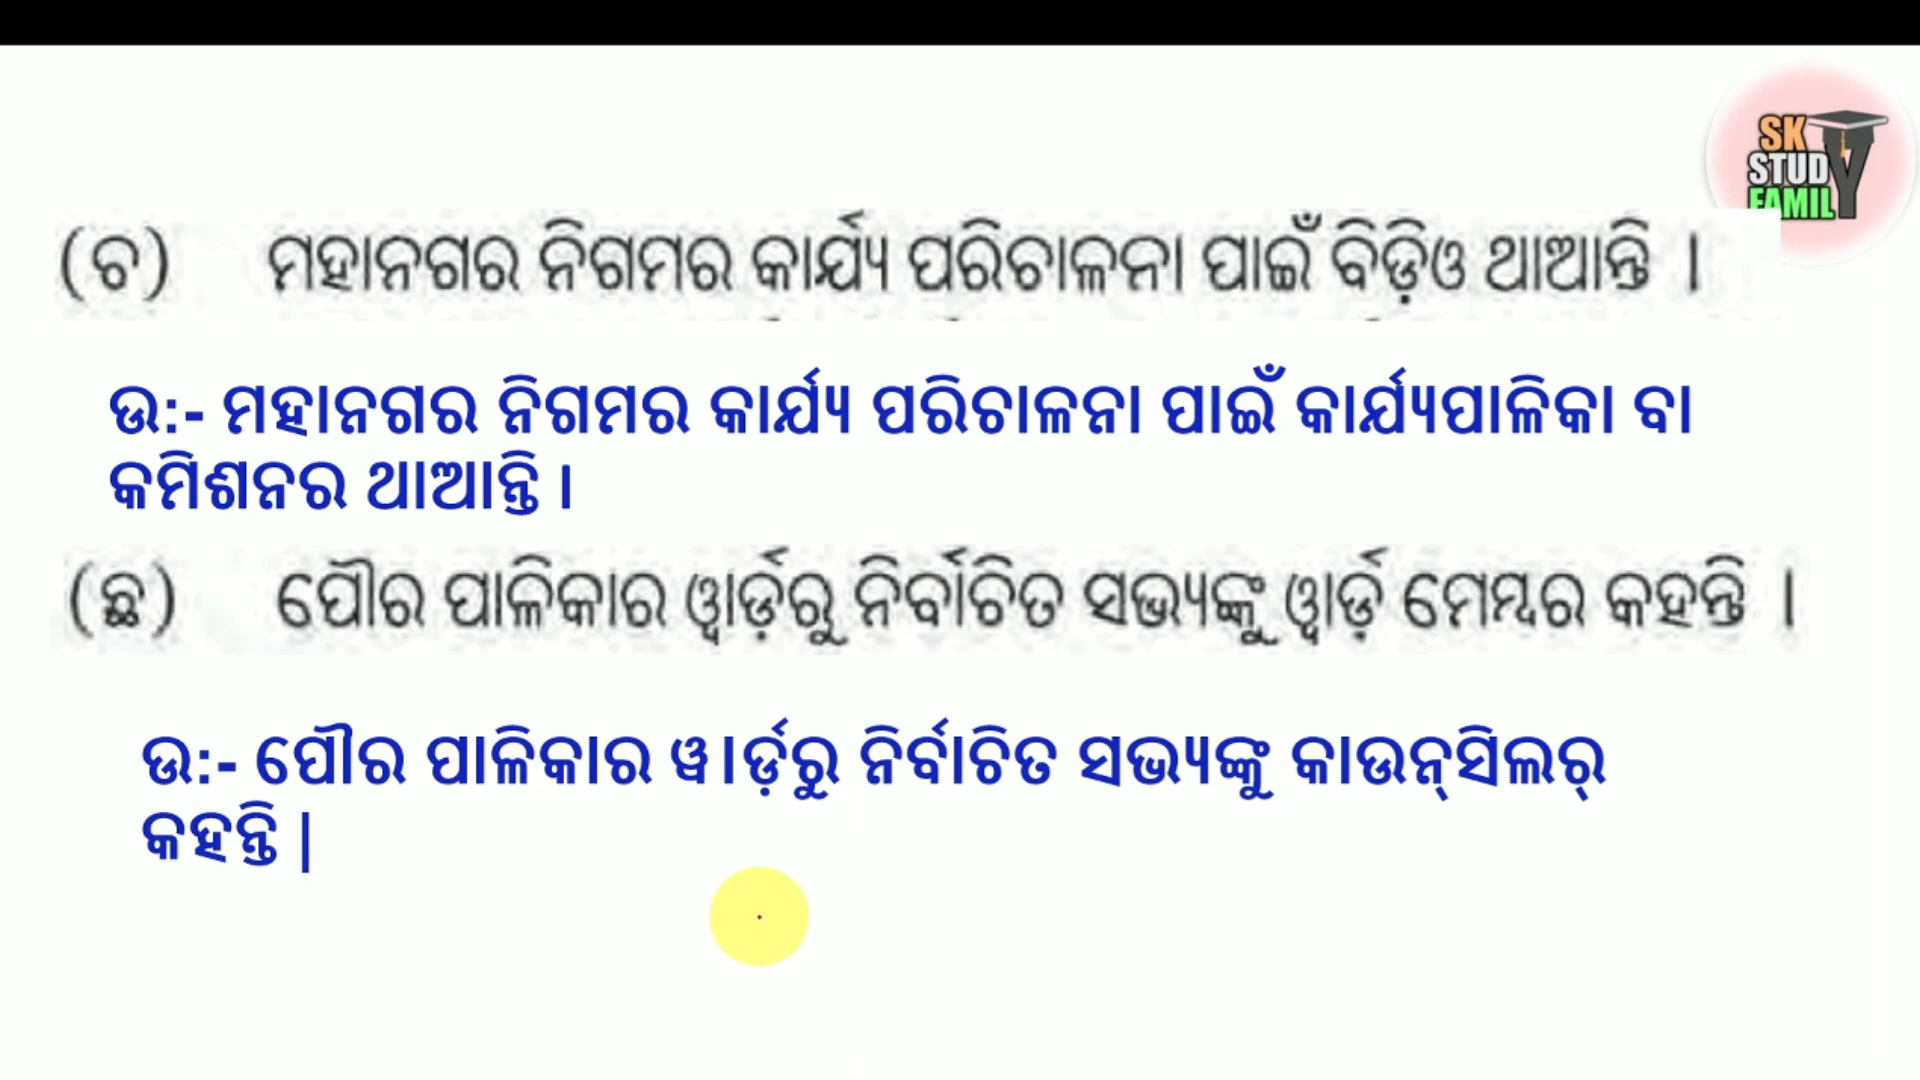 SK
STUDY
FAMIL
(ଚ) ମହାନଗର ନିଗମର କାର୍ଯ୍ୟ ପରିଚାଳନା ପାଇଁ ବିଡ଼ିଓ ଥାଆନ୍ତି ।
ଉ:- ମହାନଗର ନିଗମର କାର୍ଯ୍ୟ ପରିଚାଳନା ପାଇଁ କାର୍ଯ୍ୟପାଳିକା ବା
କମିଶନର ଥାଆନ୍ତି ।
(ଛ) ପୌର ପାଳିକାର ୱାର୍ଡ଼ରୁ ନିର୍ବାଚିତ ସଭ୍ୟଙ୍କୁ ୱାର୍ଡ଼ ମେମ୍ବର କହନ୍ତି ।
ଉ:- ପୌର ପାଳିକାର ୱାର୍ଡ଼ରୁ ନିର୍ବାଚିତ ସଭ୍ୟଙ୍କୁ କାଉନ୍‌ସିଲର୍
କହନ୍ତି |